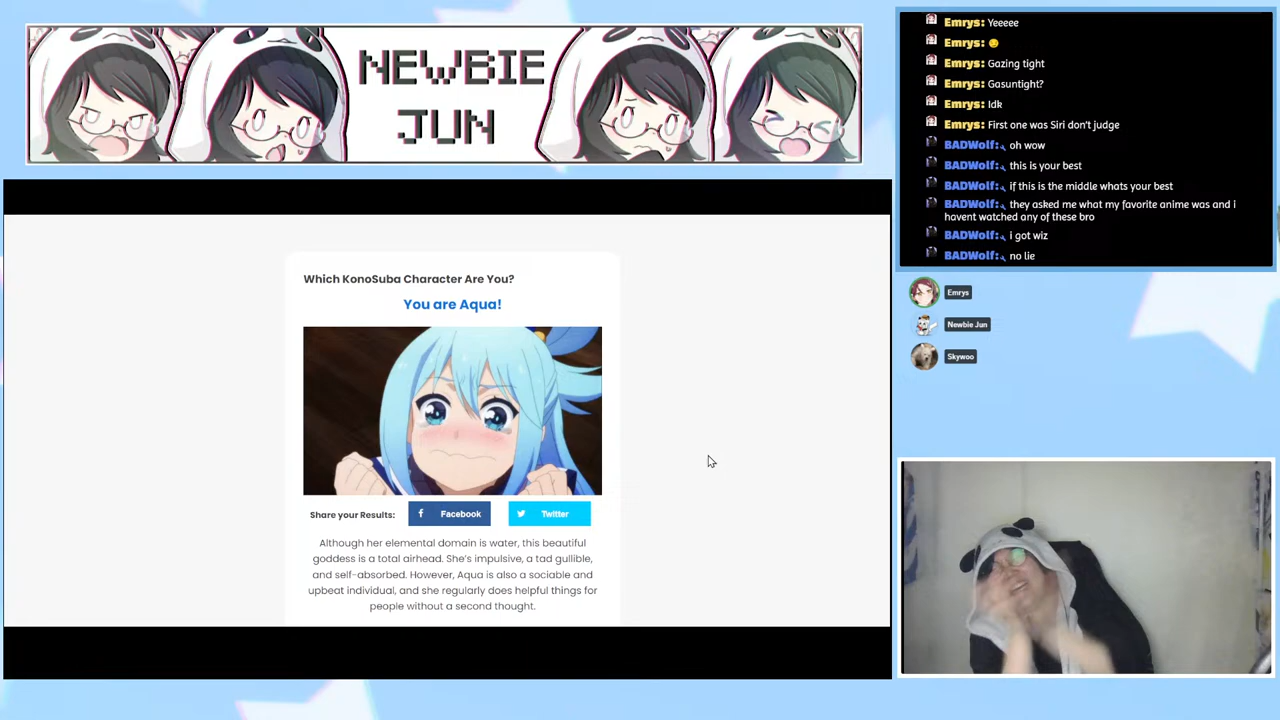 NEWBIE
JUN
Which KonoSuba Character Are You?
You are Aqua!
Share your Results:
Facebook
Twitter
Although her elemental domain is water, this beautiful
goddess is a total airhead. She's impulsive, a tad gullible,
and self-absorbed. However, Aqua is also a sociable and
upbeat individual, and she regularly does helpful things for
people without a second thought.
Emrys: Yeeeee
Emrys:
Emrys: Gazing tight
Emrys: Gasuntight?
Emrys: Idk
Emrys: First one was Siri don't judge
BADWolf: oh wow
BADWolf: this is your best
BADWolf: if this is the middle whats your best
BADWolf: they asked me what my favorite anime was and i
havent watched any of these bro
BADWolf: i got wiz
BADWolf: no lie
Emrys
Newbie Jun
Skywoo